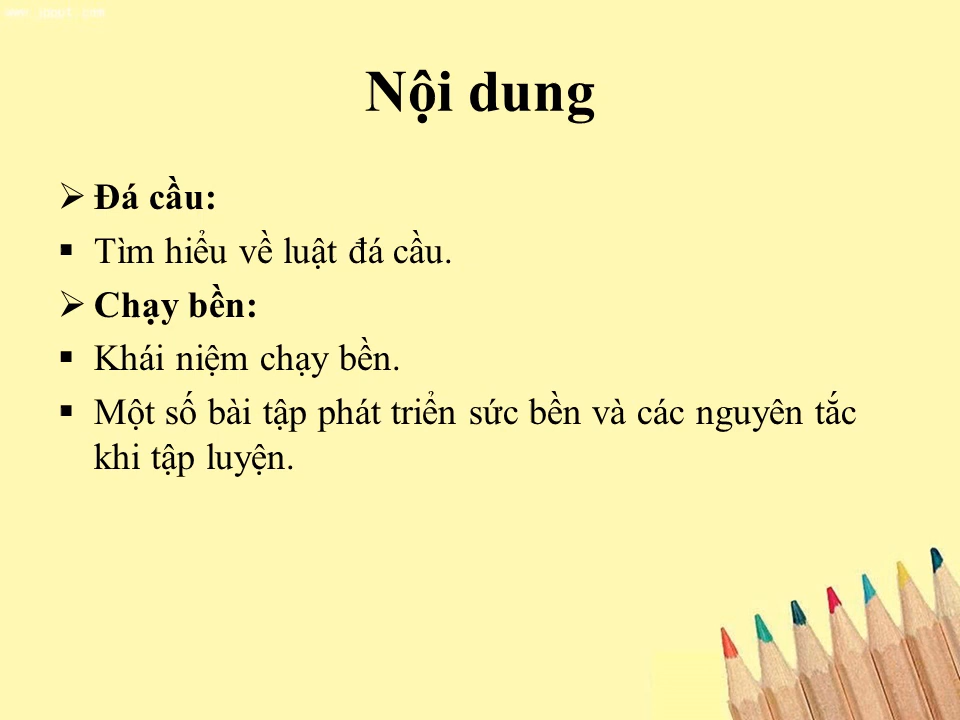 Nội dung
➢ Đá cầu:
▪ Tìm hiểu về luật đá cầu.
➢ Chạy bền:
▪ Khái niệm chạy bền.
▪ Một số bài tập phát triển sức bền và các nguyên tắc
khi tập luyện.